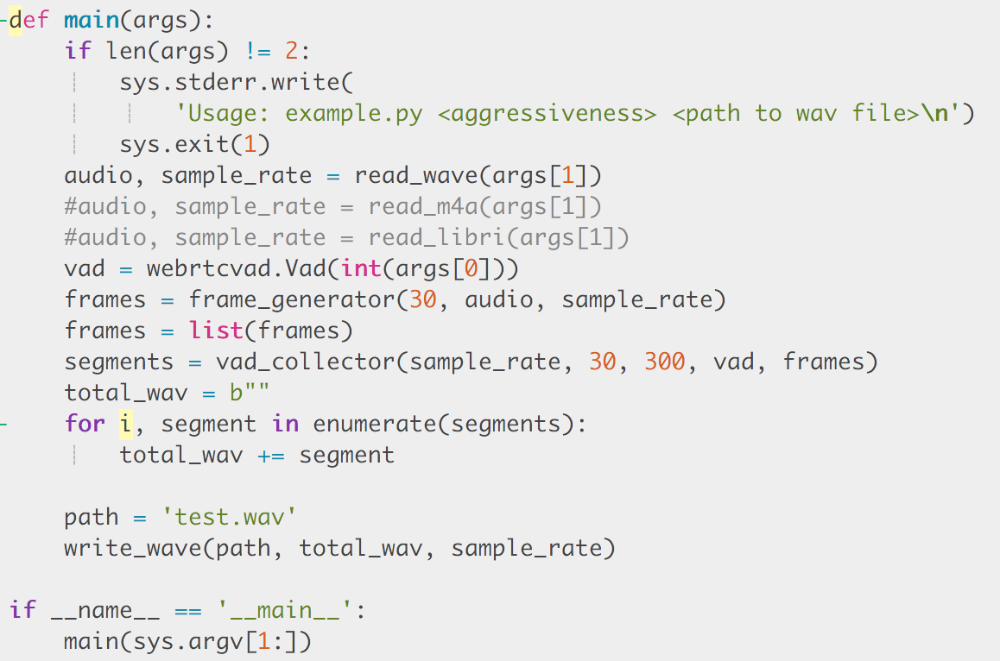 def main(args):
    if len(args) != 2:
        sys.stderr.write(
            'Usage: example.py <aggressiveness> <path to wav file>\n')
        sys.exit(1)
    audio, sample_rate = read_wave(args[1])
    #audio, sample_rate = read_m4a(args[1])
    #audio, sample_rate = read_libri(args[1])
    vad = webrtcvad.Vad(int(args[0]))
    frames = frame_generator(30, audio, sample_rate)
    frames = list(frames)
    segments = vad_collector(sample_rate, 30, 300, vad, frames)
    total_wav = b""
    for i, segment in enumerate(segments):
        total_wav += segment

    path = 'test.wav'
    write_wave(path, total_wav, sample_rate)

if __name__ == '__main__':
    main(sys.argv[1:])